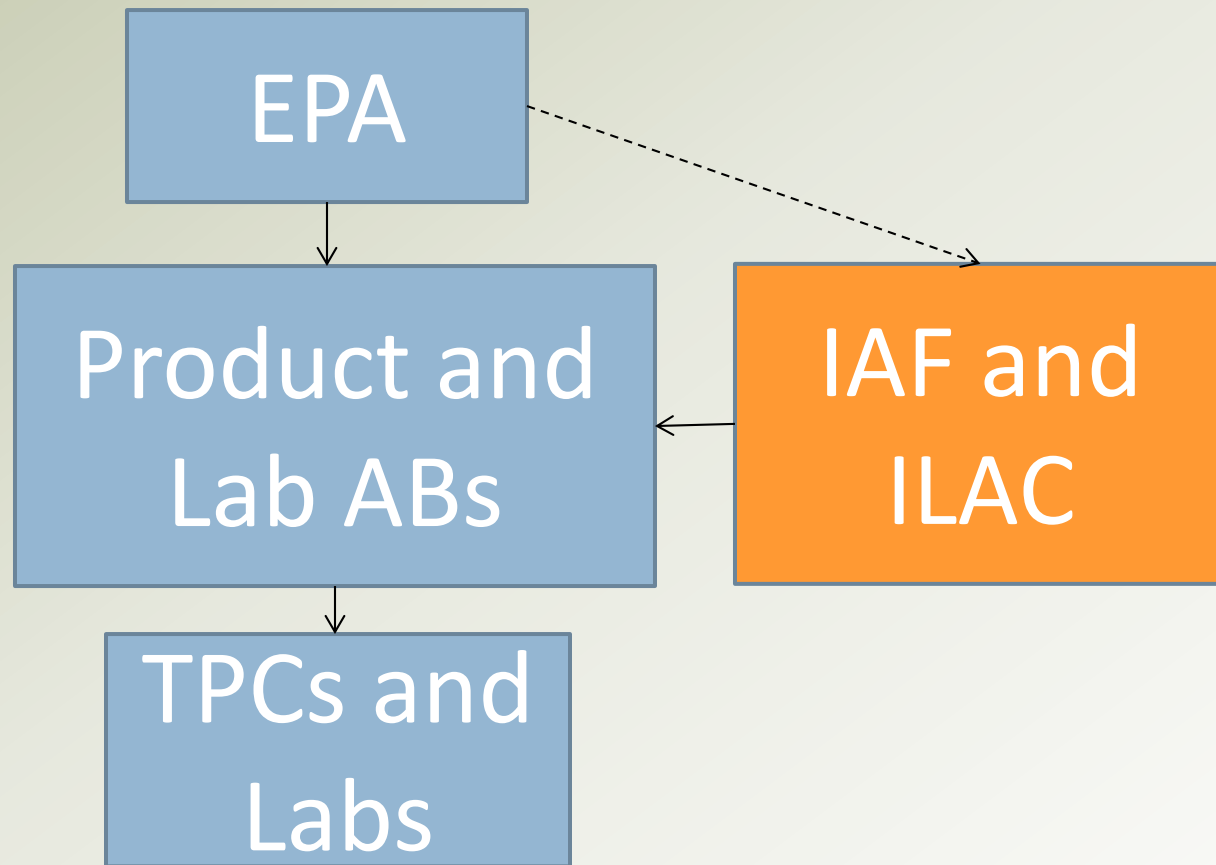 EPA
Product and
Lab ABs
IAF and
ILAC
TPCs and
Labs